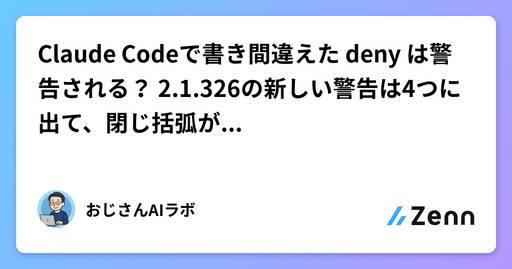 Claude Codeで書き間違えた deny は警
告される？ 2.1.326の新しい警告は4つに
出て、閉じ括弧が...
おじさんAIラボ
Zenn